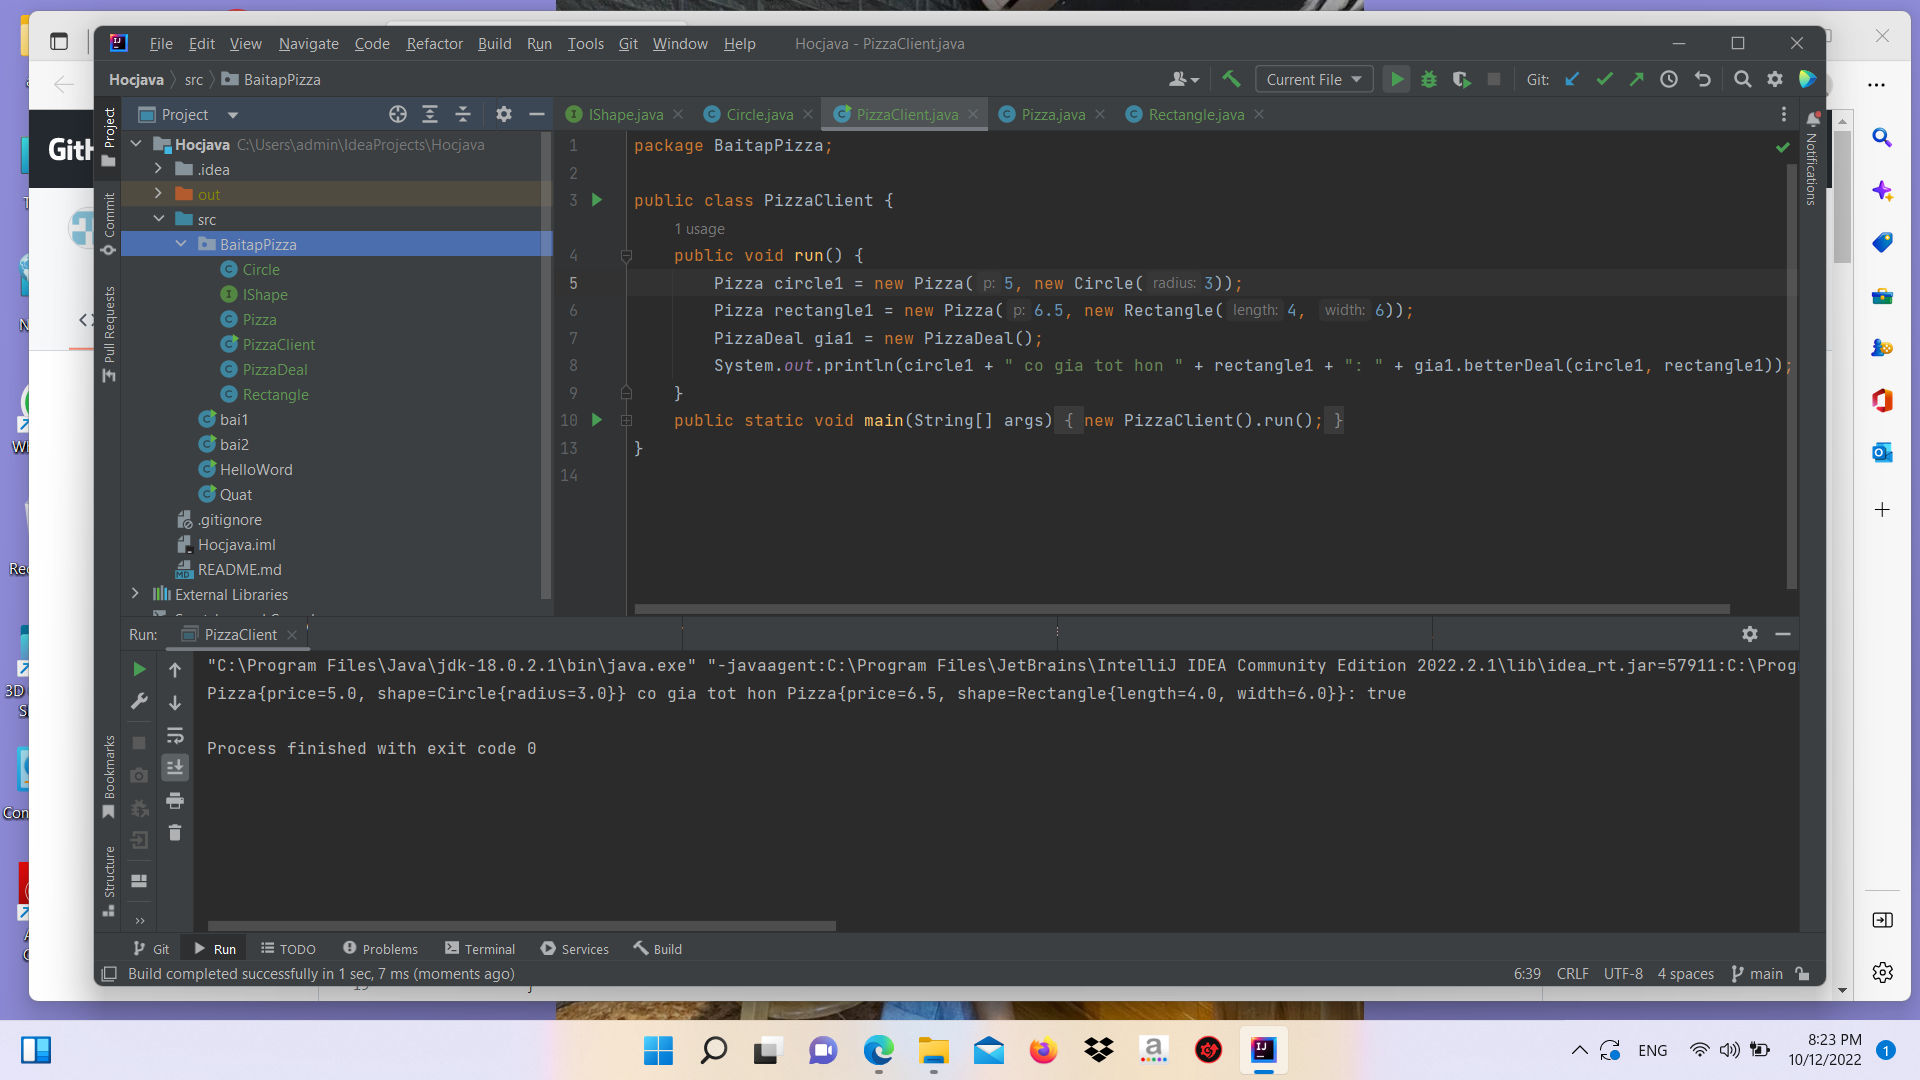 File Edit View Navigate Code Refactor Build Run Tools Git Window Help Hocjava - PizzaClient.java
Hocjava src BaitapPizza Current File Git:
Project IShape.java Circle.java PizzaClient.java Pizza.java Rectangle.java
Project
Commit
Pull Requests
Bookmarks
Structure
Notifications
Hocjava C:\Users\admin\IdeaProjects\Hocjava
.idea
out
src
BaitapPizza
Circle
IShape
Pizza
PizzaClient
PizzaDeal
Rectangle
bai1
bai2
HelloWord
Quat
.gitignore
Hocjava.iml
README.md
External Libraries
1 package BaitapPizza;
2
3 public class PizzaClient {
1 usage
4 public void run() {
5 Pizza circle1 = new Pizza( p: 5, new Circle( radius: 3));
6 Pizza rectangle1 = new Pizza( p: 6.5, new Rectangle( length: 4, width: 6));
7 PizzaDeal gia1 = new PizzaDeal();
8 System.out.println(circle1 + " co gia tot hon " + rectangle1 + ": " + gia1.betterDeal(circle1, rectangle1));
9 }
10 public static void main(String[] args) { new PizzaClient().run(); }
13 }
14
Run: PizzaClient
"C:\Program Files\Java\jdk-18.0.2.1\bin\java.exe" "-javaagent:C:\Program Files\JetBrains\IntelliJ IDEA Community Edition 2022.2.1\lib\idea_rt.jar=57911:C:\Prog
Pizza{price=5.0, shape=Circle{radius=3.0}} co gia tot hon Pizza{price=6.5, shape=Rectangle{length=4.0, width=6.0}}: true
Process finished with exit code 0
Git Run TODO Problems Terminal Services Build
Build completed successfully in 1 sec, 7 ms (moments ago) 6:39 CRLF UTF-8 4 spaces main
ENG 8:23 PM
10/12/2022 1